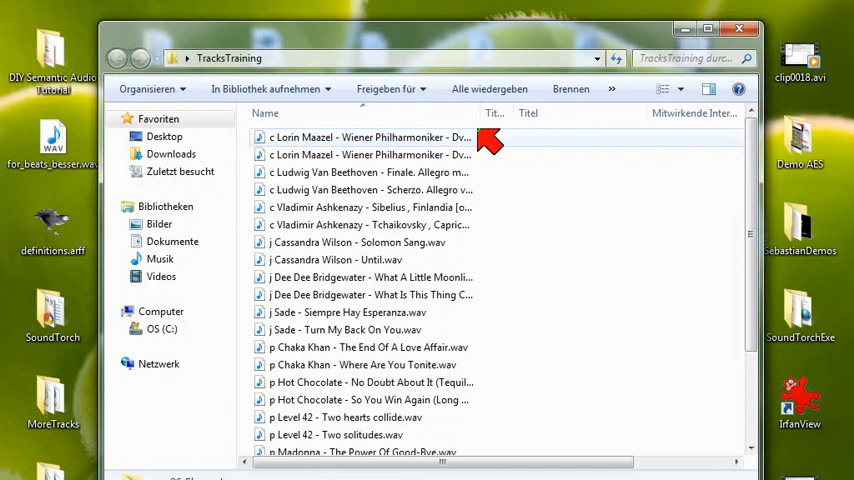 TracksTraining
TracksTraining durc...
Organisieren
In Bibliothek aufnehmen
Freigeben für
Alle wiedergeben
Brennen
»
Name
Tit...
Titel
Mitwirkende Inter...
Favoriten
Desktop
Downloads
Zuletzt besucht
Bibliotheken
Bilder
Dokumente
Musik
Videos
Computer
OS (C:)
Netzwerk
c Lorin Maazel - Wiener Philharmoniker - Dv...
c Lorin Maazel - Wiener Philharmoniker - Dv...
c Ludwig Van Beethoven - Finale. Allegro m...
c Ludwig Van Beethoven - Scherzo. Allegro v...
c Vladimir Ashkenazy - Sibelius , Finlandia [o...
c Vladimir Ashkenazy - Tchaikovsky , Capric...
j Cassandra Wilson - Solomon Sang.wav
j Cassandra Wilson - Until.wav
j Dee Dee Bridgewater - What A Little Moonli...
j Dee Dee Bridgewater - What Is This Thing C...
j Sade - Siempre Hay Esperanza.wav
j Sade - Turn My Back On You.wav
p Chaka Khan - The End Of A Love Affair.wav
p Chaka Khan - Where Are You Tonite.wav
p Hot Chocolate - No Doubt About It (Tequil...
p Hot Chocolate - So You Win Again (Long ...
p Level 42 - Two hearts collide.wav
p Level 42 - Two solitudes.wav
p Madonna - The Power Of Good-Bye.wav
DIY Semantic Audio
Tutorial
WAV
for_beats_besser.wav
definitions.arff
SoundTorch
MoreTracks
clip0018.avi
Demo AES
SebastianDemos
SoundTorchExe
IrfanView